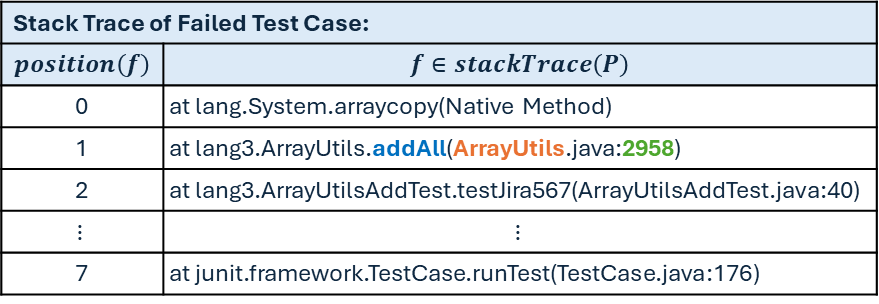 Stack Trace of Failed Test Case:
position(f) f ∈ stackTrace(P)
0 at lang.System.arraycopy(Native Method)
1 at lang3.ArrayUtils.addAll(ArrayUtils.java:2958)
2 at lang3.ArrayUtilsAddTest.testJira567(ArrayUtilsAddTest.java:40)
⋮ ⋮
7 at junit.framework.TestCase.runTest(TestCase.java:176)